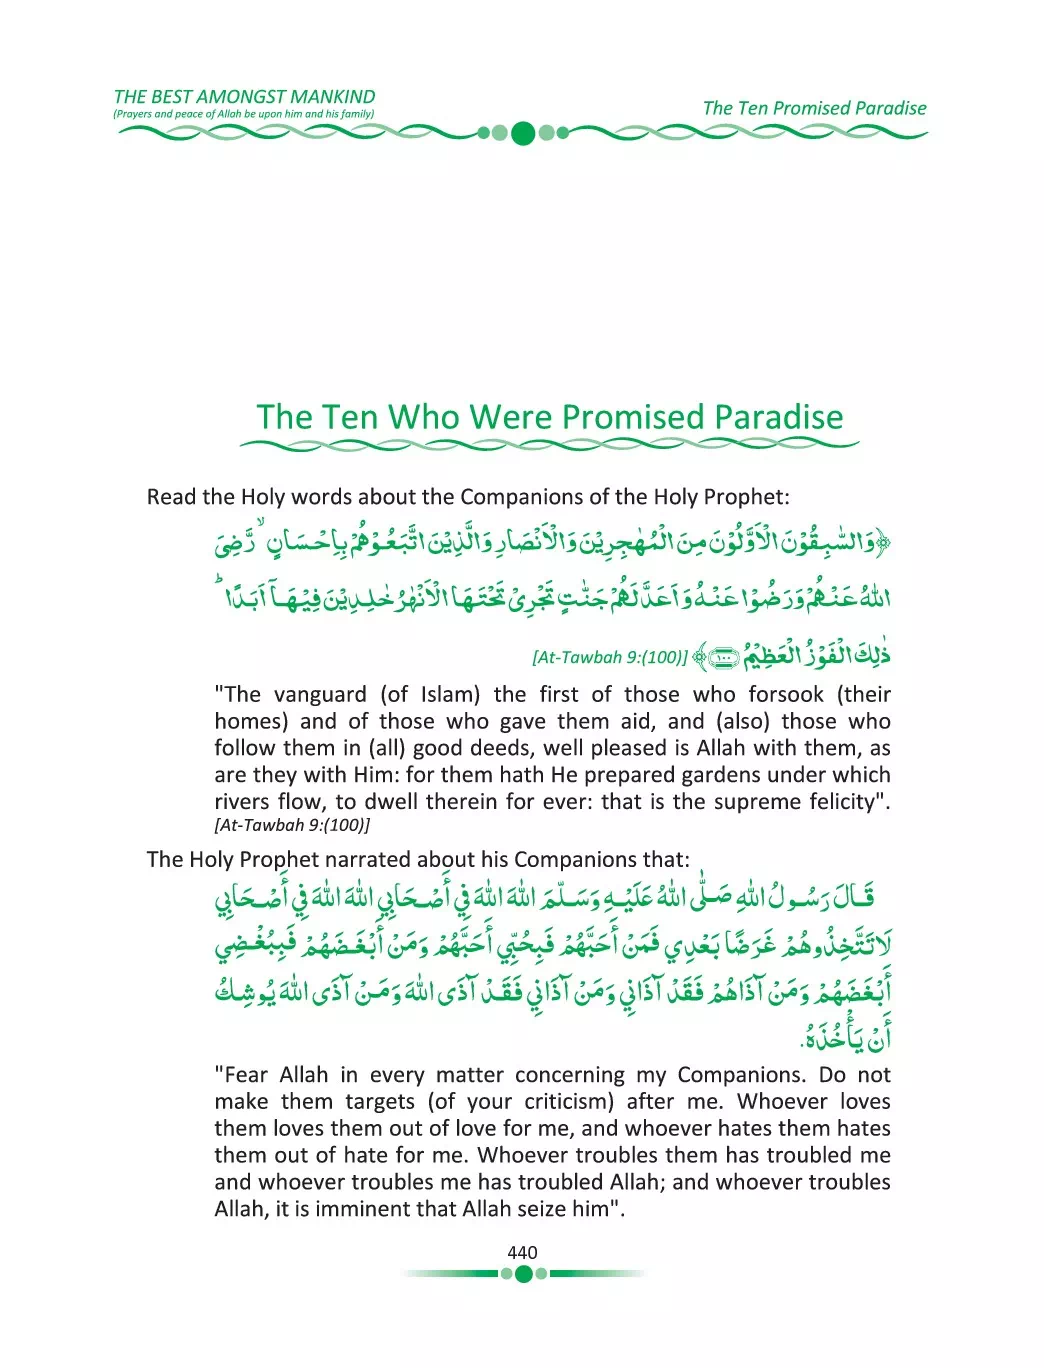 THE BEST AMONGST MANKIND
(Prayers and peace of Allah be upon him and his family)
The Ten Promised Paradise
The Ten Who Were Promised Paradise
Read the Holy words about the Companions of the Holy Prophet:
﴿وَالسّٰبِقُوْنَ الْاَوَّلُوْنَ مِنَ الْمُهٰجِرِيْنَ وَالْاَنْصَارِ وَالَّذِيْنَ اتَّبَعُوْهُمْ بِاِحْسَانٍ ۙ رَّضِىَ
اللهُ عَنْهُمْ وَرَضُوْا عَنْهُ وَاَعَدَّ لَهُمْ جَنّٰتٍ تَجْرِىْ تَحْتَهَا الْاَنْهٰرُ خٰلِدِيْنَ فِيْهَآ اَبَدًا ؕ
ذٰلِكَ الْفَوْزُ الْعَظِيْمُ ۝١٠٠﴾ [At-Tawbah 9:(100)]
"The vanguard (of Islam) the first of those who forsook (their
homes) and of those who gave them aid, and (also) those who
follow them in (all) good deeds, well pleased is Allah with them, as
are they with Him: for them hath He prepared gardens under which
rivers flow, to dwell therein for ever: that is the supreme felicity".
[At-Tawbah 9:(100)]
The Holy Prophet narrated about his Companions that:
قَالَ رَسُولُ اللهِ صَلَّى اللهُ عَلَيْهِ وَسَلَّمَ اللهَ اللهَ فِي أَصْحَابِي اللهَ اللهَ فِي أَصْحَابِي
لَا تَتَّخِذُوهُمْ غَرَضًا بَعْدِي فَمَنْ أَحَبَّهُمْ فَبِحُبِّي أَحَبَّهُمْ وَمَنْ أَبْغَضَهُمْ فَبِبُغْضِي
أَبْغَضَهُمْ وَمَنْ آذَاهُمْ فَقَدْ آذَانِي وَمَنْ آذَانِي فَقَدْ آذَى اللهَ وَمَنْ آذَى اللهَ يُوشِكُ
أَنْ يَأْخُذَهُ.
"Fear Allah in every matter concerning my Companions. Do not
make them targets (of your criticism) after me. Whoever loves
them loves them out of love for me, and whoever hates them hates
them out of hate for me. Whoever troubles them has troubled me
and whoever troubles me has troubled Allah; and whoever troubles
Allah, it is imminent that Allah seize him".
440